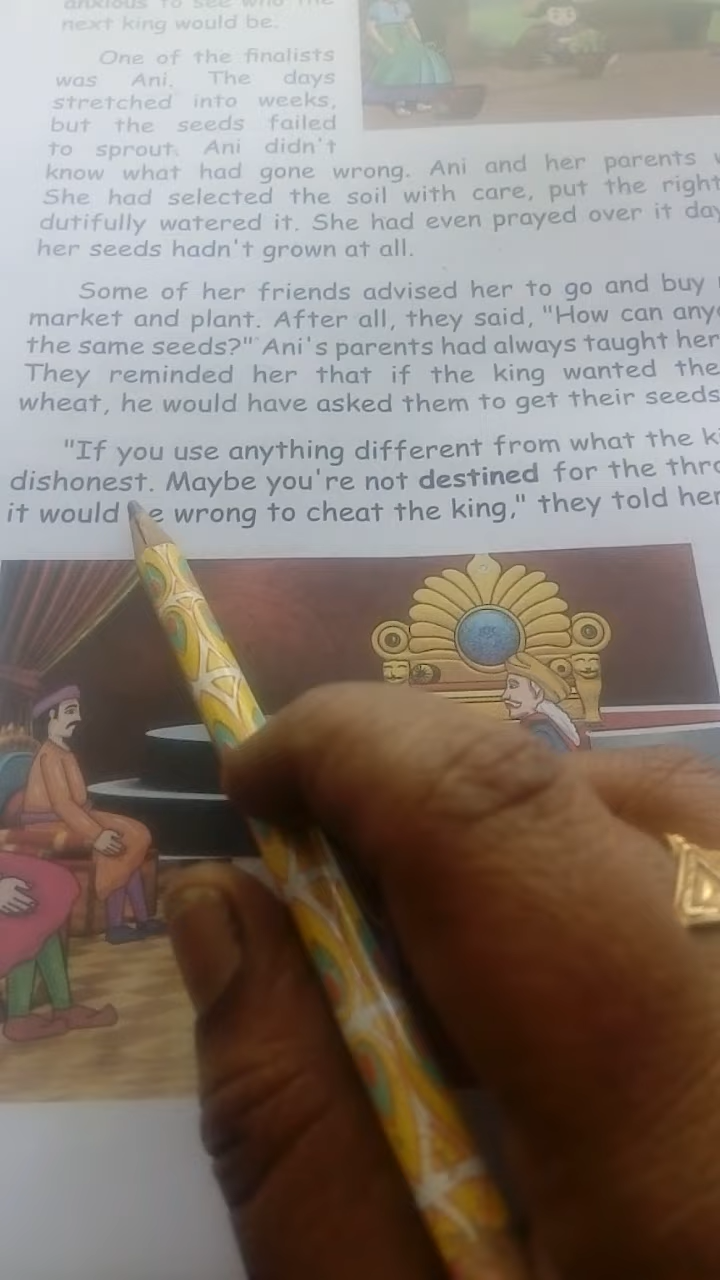 anxious to see who the
next king would be.
One of the finalists
was Ani. The days
stretched into weeks,
but the seeds failed
to sprout. Ani didn't
know what had gone wrong. Ani and her parents
She had selected the soil with care, put the right
dutifully watered it. She had even prayed over it day
her seeds hadn't grown at all.
Some of her friends advised her to go and buy
market and plant. After all, they said, "How can
the same seeds?" Ani's parents had always taught her
They reminded her that if the king wanted the
wheat, he would have asked them to get their seeds
"If you use anything different from what the
dishonest. Maybe you're not destined for the
it would wrong to cheat the king," they told her